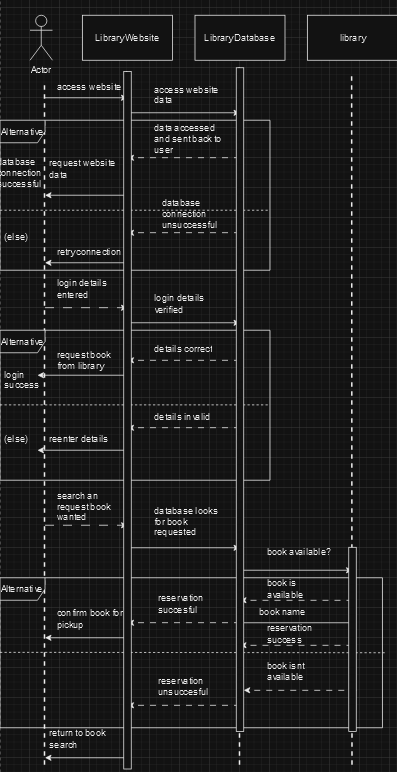 LibraryWebsite
LibraryDatabase
library
Actor
access website
access website
data
Alternative
data accessed
and sent back to
user
database
connection
successful)
request website
data
database
connection
unsuccessful
(else)
retryconnection
login details
entered
login details
verified
Alternative
details correct
request book
from library
login
success
details invalid
(else)
reenter details
search an
request book
wanted
database looks
for book
requested
book available?
Alternative
book is
available
reservation
succesful
book name
confirm book for
pickup
reservation
success
book isnt
available
reservation
unsuccesful
return to book
search